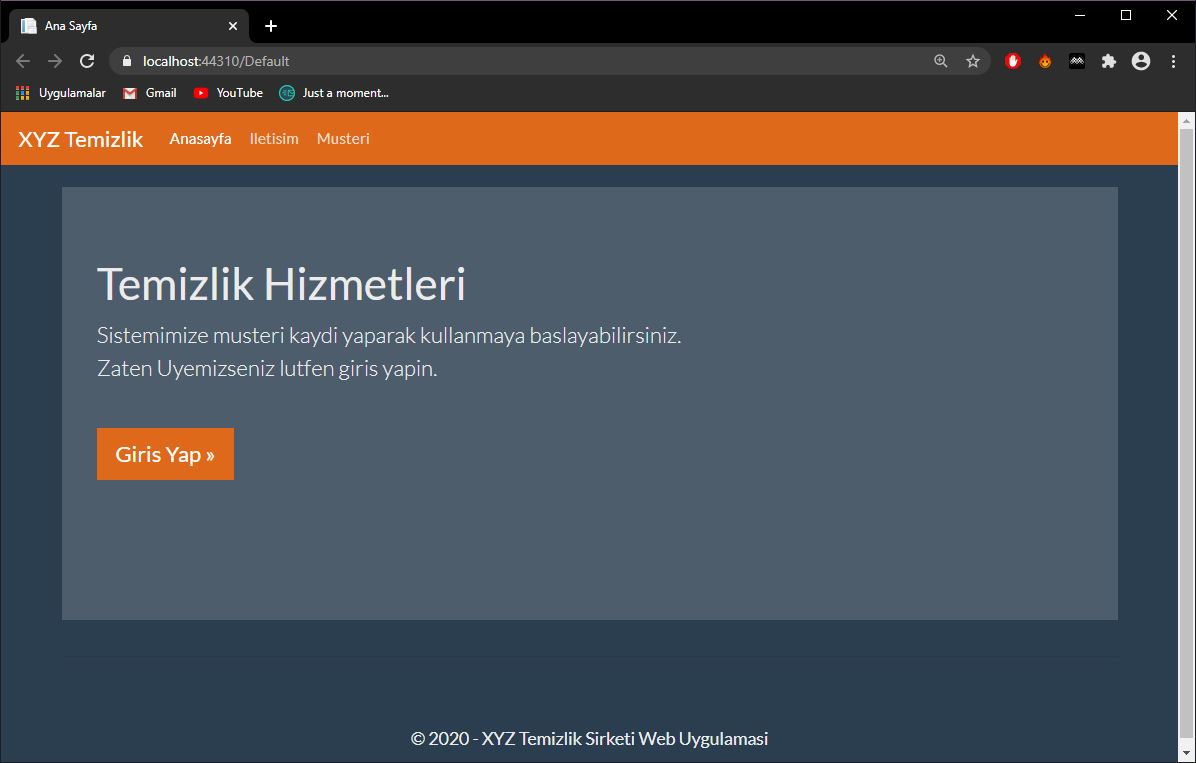 Ana Sayfa
localhost:44310/Default
Uygulamalar Gmail YouTube Just a moment...
XYZ Temizlik Anasayfa Iletisim Musteri
Temizlik Hizmetleri
Sistemimize musteri kaydi yaparak kullanmaya baslayabilirsiniz.
Zaten Uyemizseniz lutfen giris yapin.
Giris Yap »
© 2020 - XYZ Temizlik Sirketi Web Uygulamasi